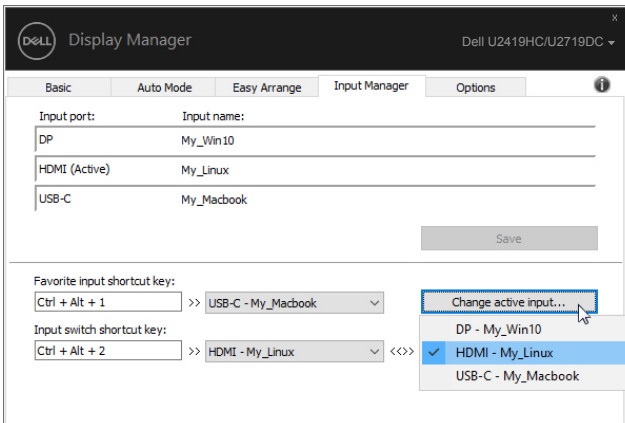 x
DELL Display Manager
Dell U2419HC/U2719DC
Basic Auto Mode Easy Arrange Input Manager Options i
Input port: Input name:
DP My_Win10
HDMI (Active) My_Linux
USB-C My_Macbook
Save
Favorite input shortcut key:
Ctrl + Alt + 1 >> USB-C - My_Macbook Change active input...
DP - My_Win10
Input switch shortcut key:
Ctrl + Alt + 2 >> HDMI - My_Linux <<>> ✓ HDMI - My_Linux
USB-C - My_Macbook